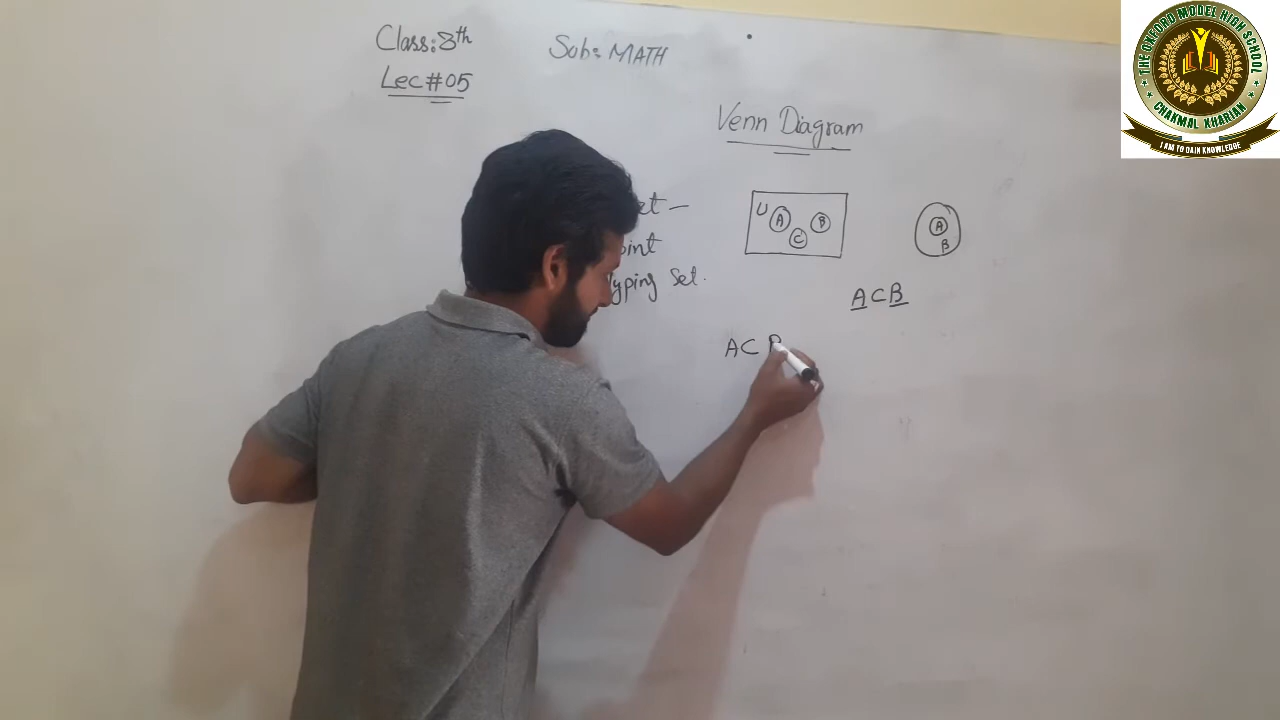 Class: 8th
Sub: MATH
Lec # 05
Venn Diagram
U A B C
A B
A ⊂ B
A ⊂
THE OXFORD MODEL HIGH SCHOOL
CHAKMAL KHARIAN
I AM TO GAIN KNOWLEDGE
Set.